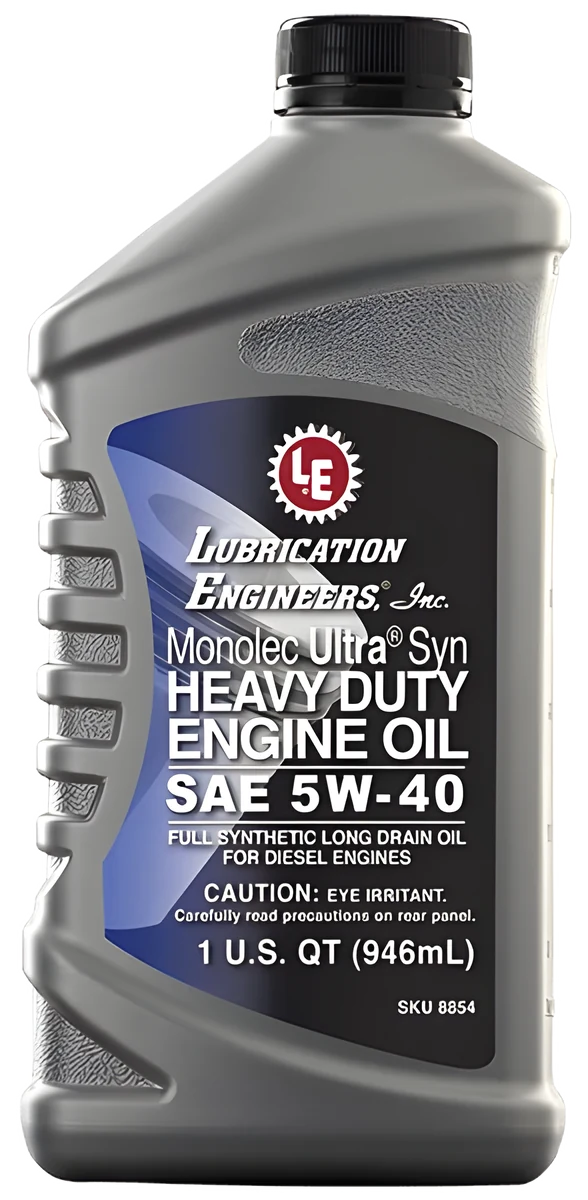 LE
LUBRICATION
ENGINEERS,® Inc.
Monolec Ultra® Syn
HEAVY DUTY
ENGINE OIL
SAE 5W-40
FULL SYNTHETIC LONG DRAIN OIL
FOR DIESEL ENGINES
CAUTION: EYE IRRITANT.
Carefully read precautions on rear panel.
1 U.S. QT (946mL)
SKU 8854